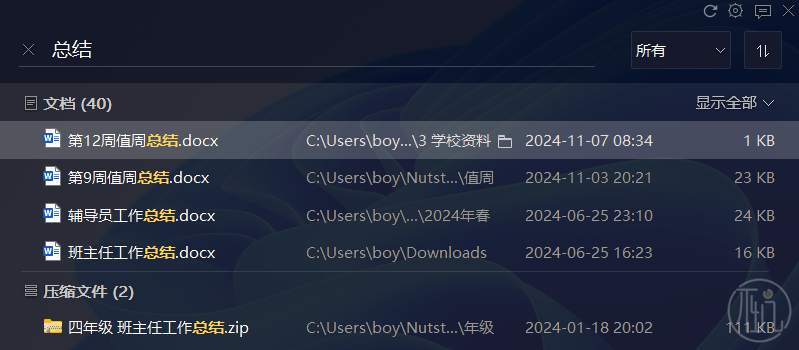 总结
所有
文档 (40)
显示全部
第12周值周总结.docx C:\Users\boy...\3 学校资料 2024-11-07 08:34 1 KB
第9周值周总结.docx C:\Users\boy\Nutst...\值周 2024-11-03 20:21 23 KB
辅导员工作总结.docx C:\Users\boy\...\2024年春 2024-06-25 23:10 24 KB
班主任工作总结.docx C:\Users\boy\Downloads 2024-06-25 16:23 16 KB
压缩文件 (2)
四年级 班主任工作总结.zip C:\Users\boy\Nutst...\年级 2024-01-18 20:02 111 KB